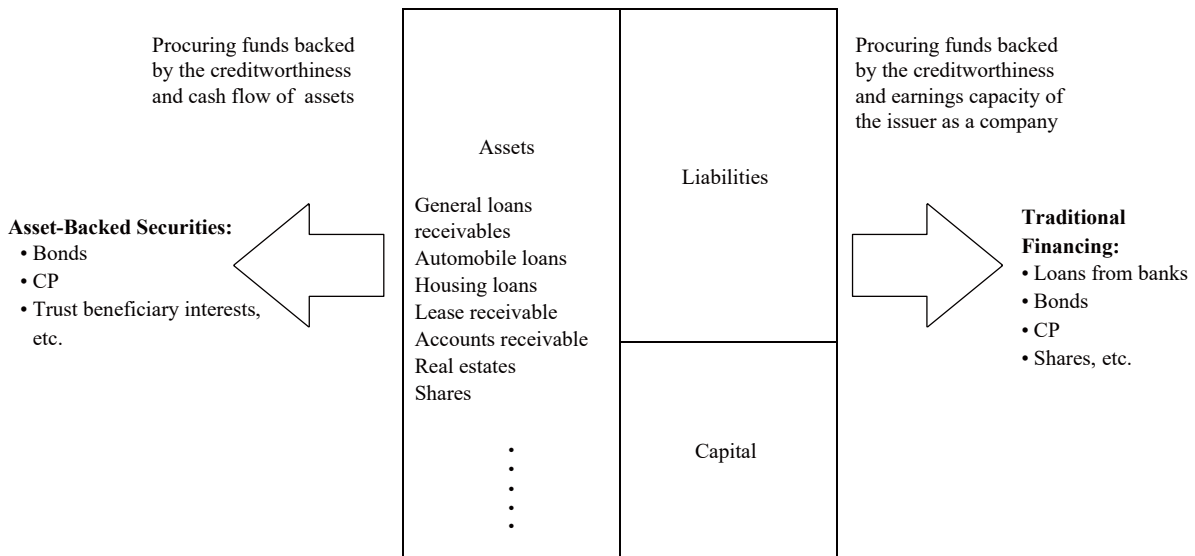 Procuring funds backed
by the creditworthiness
and cash flow of assets
Asset-Backed Securities:
• Bonds
• CP
• Trust beneficiary interests,
etc.
Assets
General loans
receivables
Automobile loans
Housing loans
Lease receivable
Accounts receivable
Real estates
Shares
Liabilities
Capital
Procuring funds backed
by the creditworthiness
and earnings capacity of
the issuer as a company
Traditional
Financing:
• Loans from banks
• Bonds
• CP
• Shares, etc.